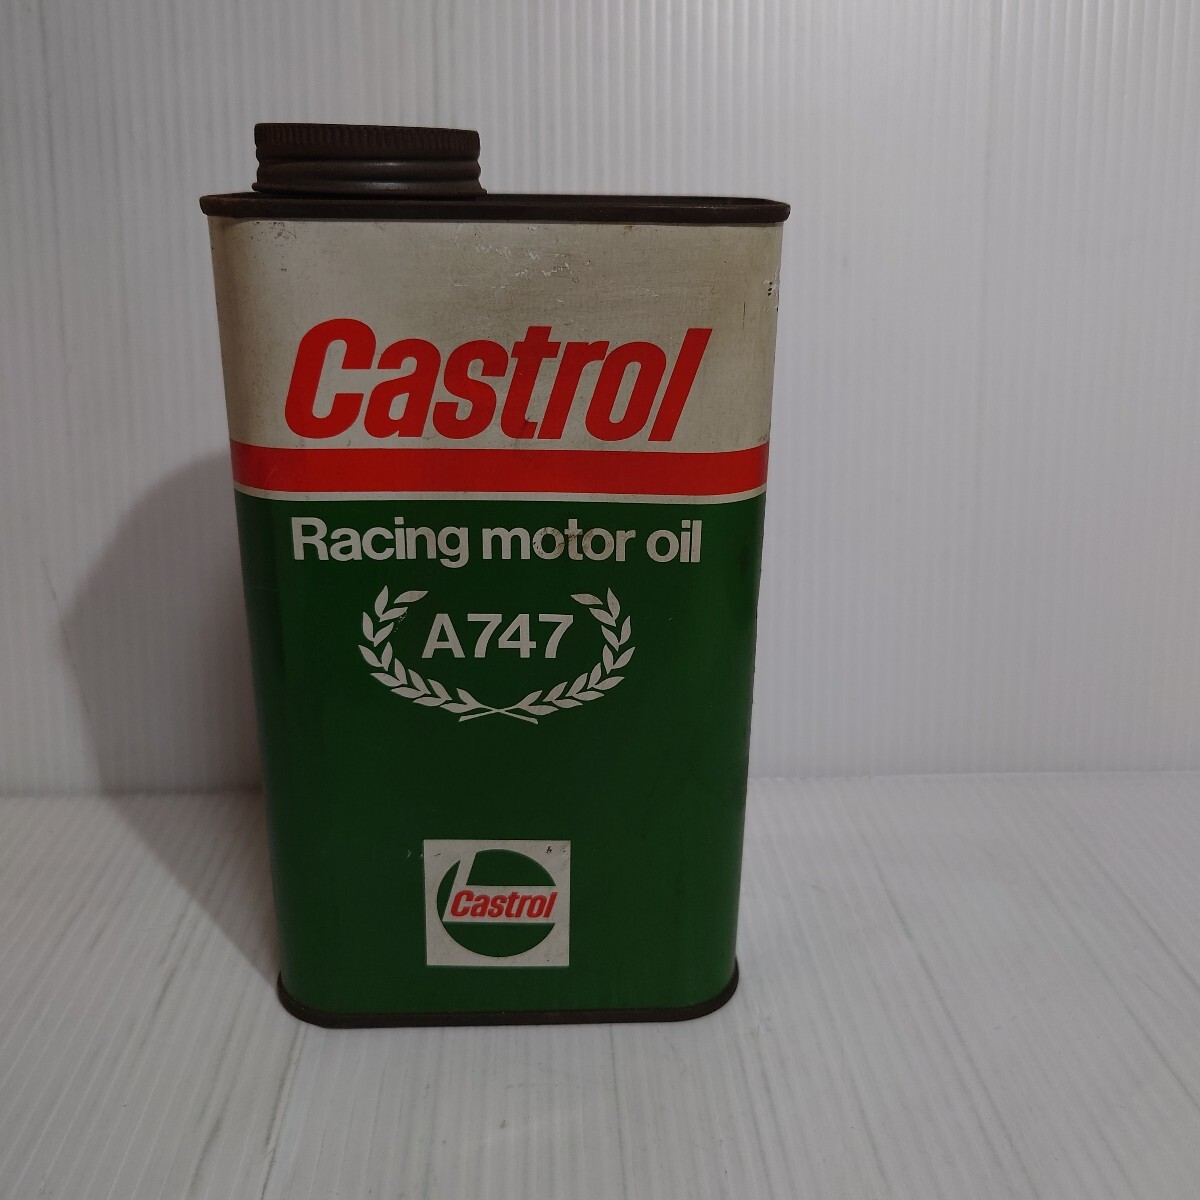 Castrol
Racing motor oil
A747
Castrol